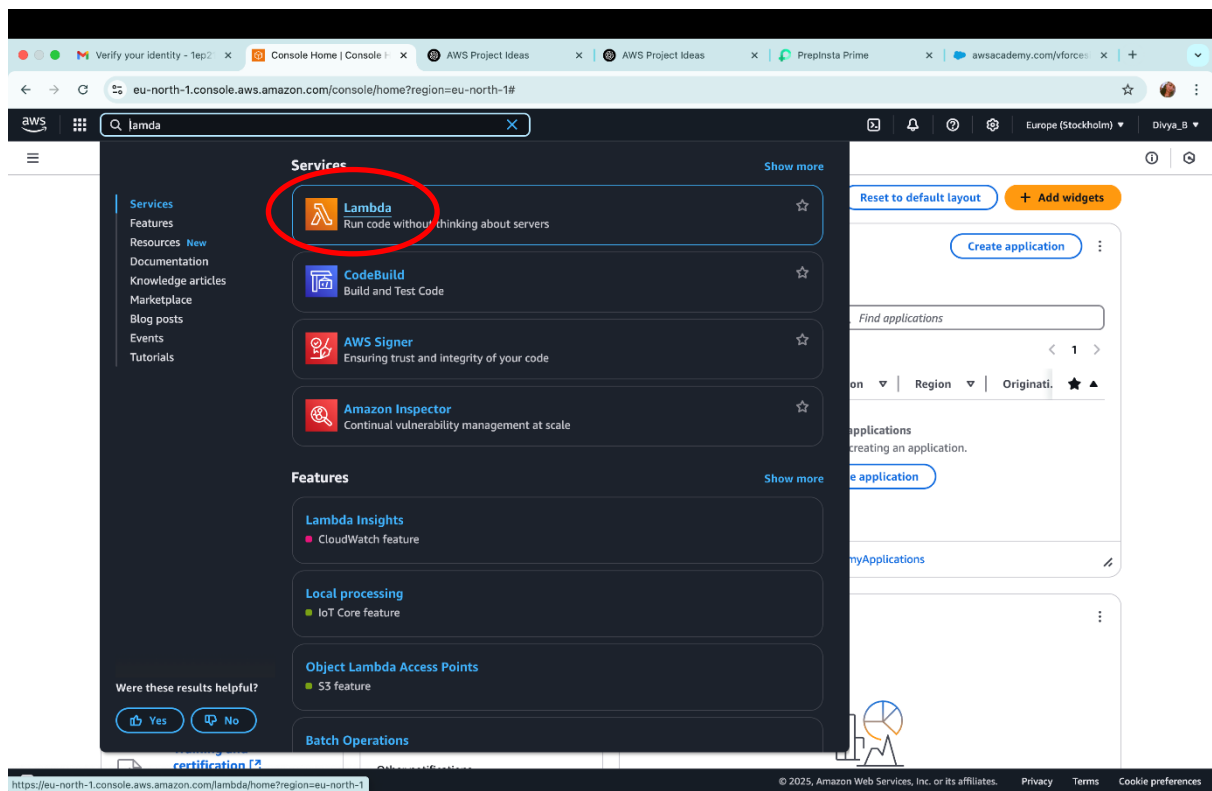 Verify your identity - 1ep2
Console Home | Console H
AWS Project Ideas
AWS Project Ideas
PrepInsta Prime
awsacademy.com/vforces
eu-north-1.console.aws.amazon.com/console/home?region=eu-north-1#
aws
lamda
Europe (Stockholm)
Divya_B
Services
Features
Resources New
Documentation
Knowledge articles
Marketplace
Blog posts
Events
Tutorials
Services
Show more
Lambda
Run code without thinking about servers
CodeBuild
Build and Test Code
AWS Signer
Ensuring trust and integrity of your code
Amazon Inspector
Continual vulnerability management at scale
Features
Show more
Lambda Insights
CloudWatch feature
Local processing
IoT Core feature
Object Lambda Access Points
S3 feature
Batch Operations
Were these results helpful?
Yes
No
Reset to default layout
+ Add widgets
Create application
Find applications
1
on
Region
Originati.
applications
creating an application.
e application
myApplications
certification
https://eu-north-1.console.aws.amazon.com/lambda/home?region=eu-north-1
© 2025, Amazon Web Services, Inc. or its affiliates.
Privacy
Terms
Cookie preferences